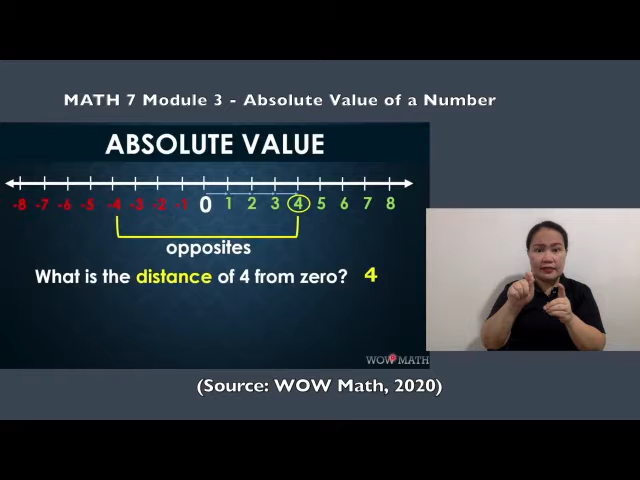 MATH 7 Module 3 - Absolute Value of a Number
ABSOLUTE VALUE
-8 -7 -6 -5 -4 -3 -2 -1 0 1 2 3 4 5 6 7 8
opposites
What is the distance of 4 from zero? 4
WOW MATH
(Source: WOW Math, 2020)